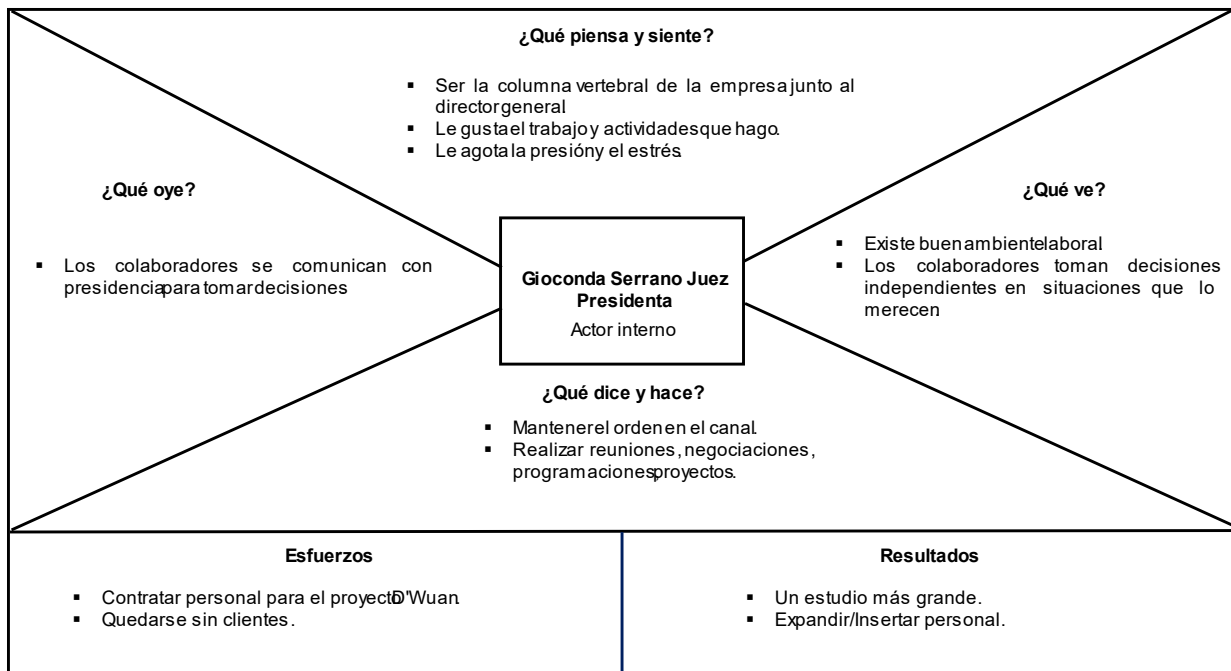 ¿Qué piensa y siente?
▪ Ser la columna vertebral de la empresa junto al
director general.
▪ Le gusta el trabajo y actividades que hago.
▪ Le agota la presión y el estrés.
¿Qué oye?
▪ Los colaboradores se comunican con
presidencia para tomar decisiones
¿Qué ve?
▪ Existe buen ambiente laboral.
▪ Los colaboradores toman decisiones
independientes en situaciones que lo
merecen.
Gioconda Serrano Juez
Presidenta
Actor interno
¿Qué dice y hace?
▪ Mantener el orden en el canal.
▪ Realizar reuniones, negociaciones,
programaciones, proyectos.
Esfuerzos
▪ Contratar personal para el proyecto D'Wuan.
▪ Quedarse sin clientes.
Resultados
▪ Un estudio más grande.
▪ Expandir/Insertar personal.